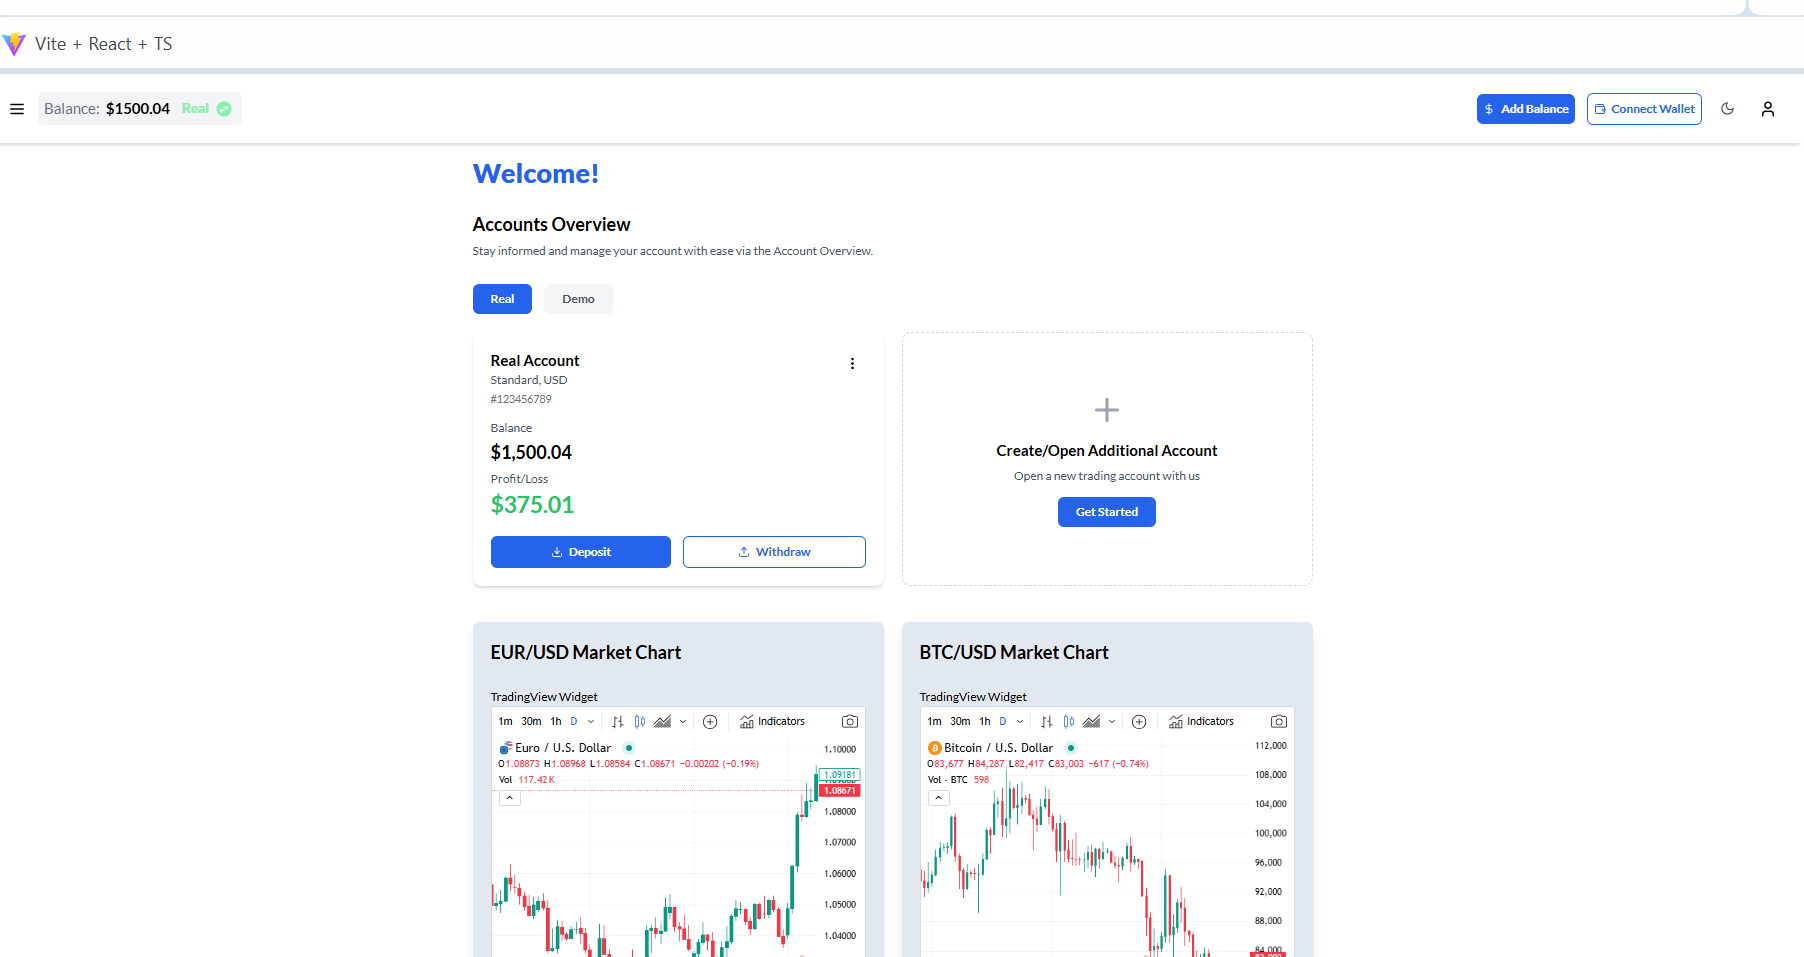 Vite + React + TS
Balance: $1500.04 Real
Add Balance
Connect Wallet
Welcome!
Accounts Overview
Stay informed and manage your account with ease via the Account Overview.
Real
Demo
Real Account
Standard, USD
#123456789
Balance
$1,500.04
Profit/Loss
$375.01
Deposit
Withdraw
Create/Open Additional Account
Open a new trading account with us
Get Started
EUR/USD Market Chart
TradingView Widget
1m 30m 1h D
Indicators
Euro / U.S. Dollar
O1.08873 H1.08968 L1.08584 C1.08671 −0.00202 (−0.19%)
Vol 117.42K
1.10000
1.09181
1.08671
1.08000
1.07000
1.06000
1.05000
1.04000
BTC/USD Market Chart
TradingView Widget
1m 30m 1h D
Indicators
Bitcoin / U.S. Dollar
O83,677 H84,287 L82,417 C83,003 −617 (−0.74%)
Vol · BTC 598
112,000
108,000
104,000
100,000
96,000
92,000
88,000
84,000